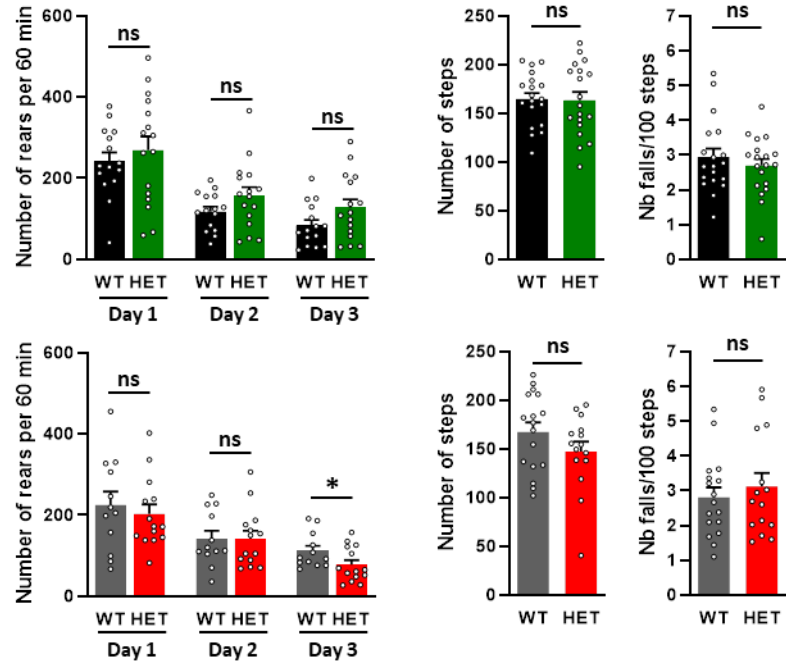 Number of rears per 60 min
600
400
200
0
ns
ns
ns
WT HET WT HET WT HET
Day 1 Day 2 Day 3
Number of steps
250
200
150
100
50
0
ns
WT HET
Nb falls/100 steps
7
6
5
4
3
2
1
0
ns
WT HET
Number of rears per 60 min
600
400
200
0
ns
ns
*
WT HET WT HET WT HET
Day 1 Day 2 Day 3
Number of steps
250
200
150
100
50
0
ns
WT HET
Nb falls/100 steps
7
6
5
4
3
2
1
0
ns
WT HET